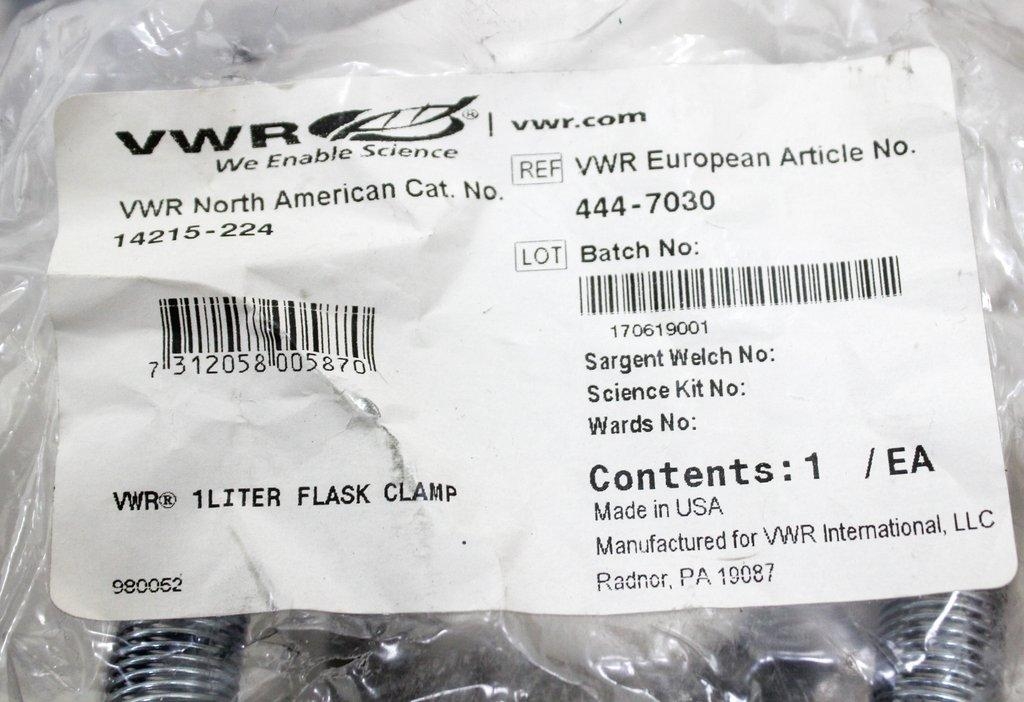 VWR® | vwr.com
We Enable Science
VWR North American Cat. No.
14215-224
7 312058 005870
VWR® 1LITER FLASK CLAMP
980052
REF VWR European Article No.
444-7030
LOT Batch No:
170619001
Sargent Welch No:
Science Kit No:
Wards No:
Contents: 1 / EA
Made in USA
Manufactured for VWR International, LLC
Radnor, PA 19087